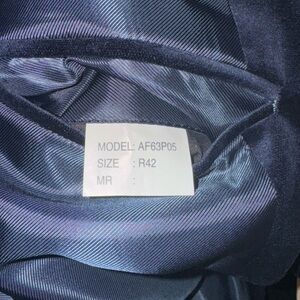 MODEL: AF63P05
SIZE : R42
MR :